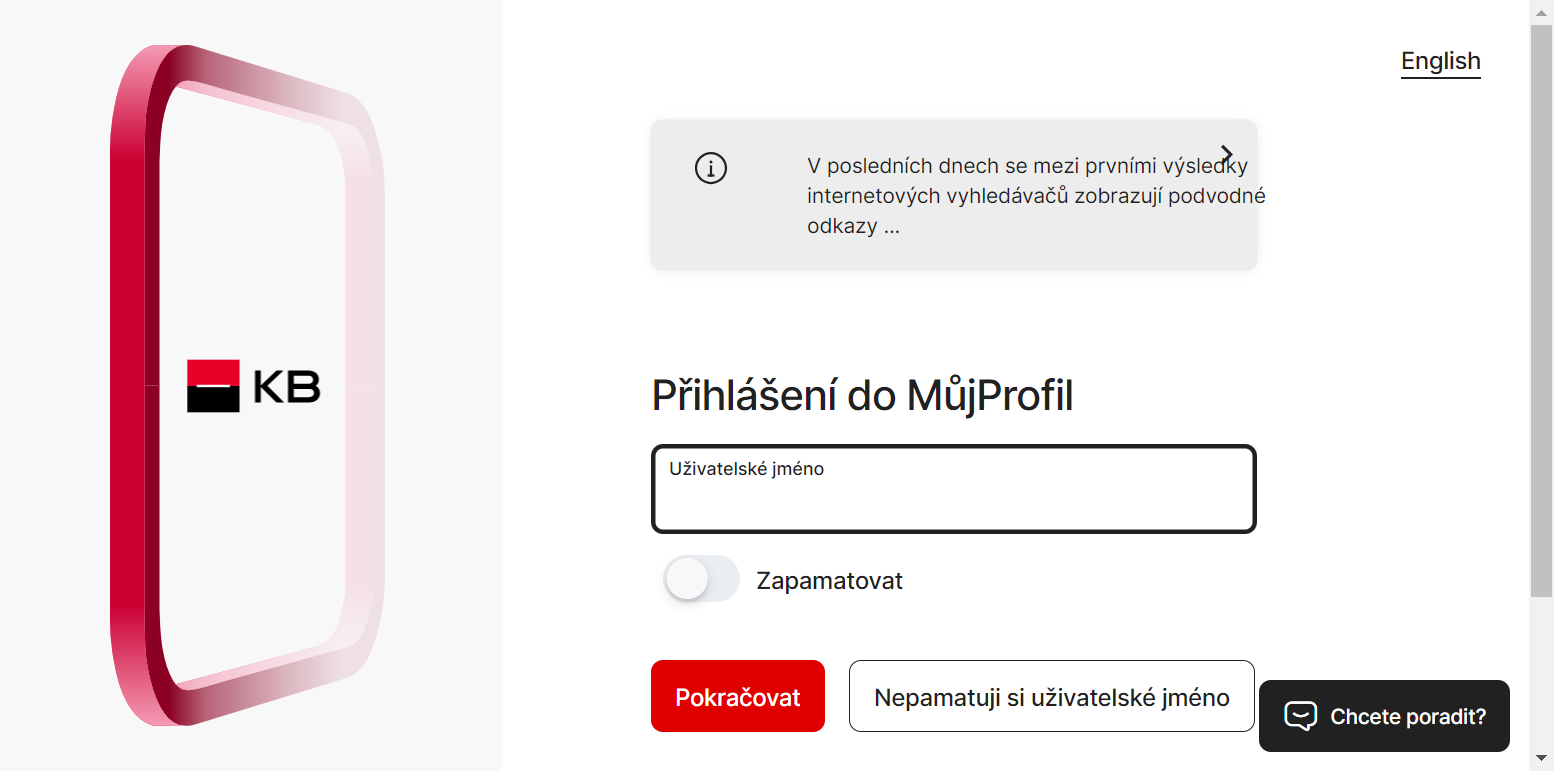 English
V posledních dnech se mezi prvními výsledky
internetových vyhledávačů zobrazují podvodné
odkazy ...
KB
Přihlášení do MůjProfil
Uživatelské jméno
Zapamatovat
Pokračovat
Nepamatuji si uživatelské jméno
Chcete poradit?